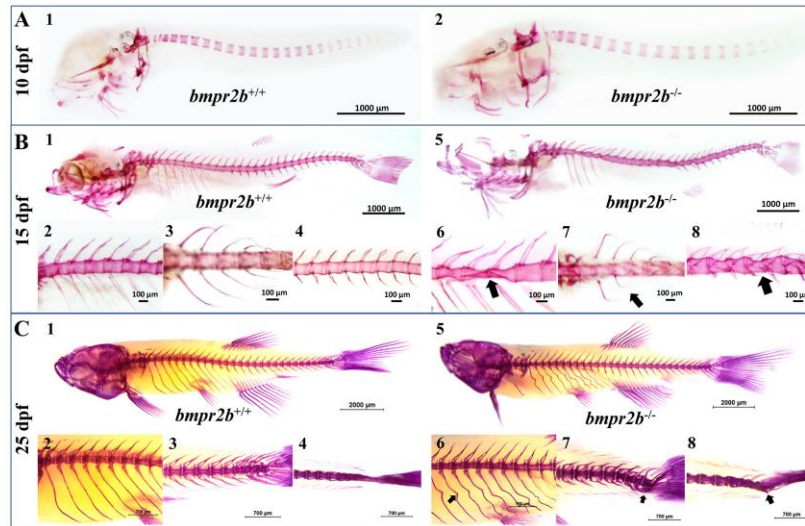 A 1 2
10 dpf
bmpr2b+/+ bmpr2b-/-
1000 μm 1000 μm
B 1 5
15 dpf
bmpr2b+/+ bmpr2b-/-
1000 μm 1000 μm
2 3 4 6 7 8
100 μm 100 μm 100 μm 100 μm 100 μm 100 μm
C 1 5
25 dpf
bmpr2b+/+ bmpr2b-/-
2000 μm 2000 μm
2 3 4 6 7 8
700 μm 700 μm 700 μm 700 μm 700 μm 700 μm